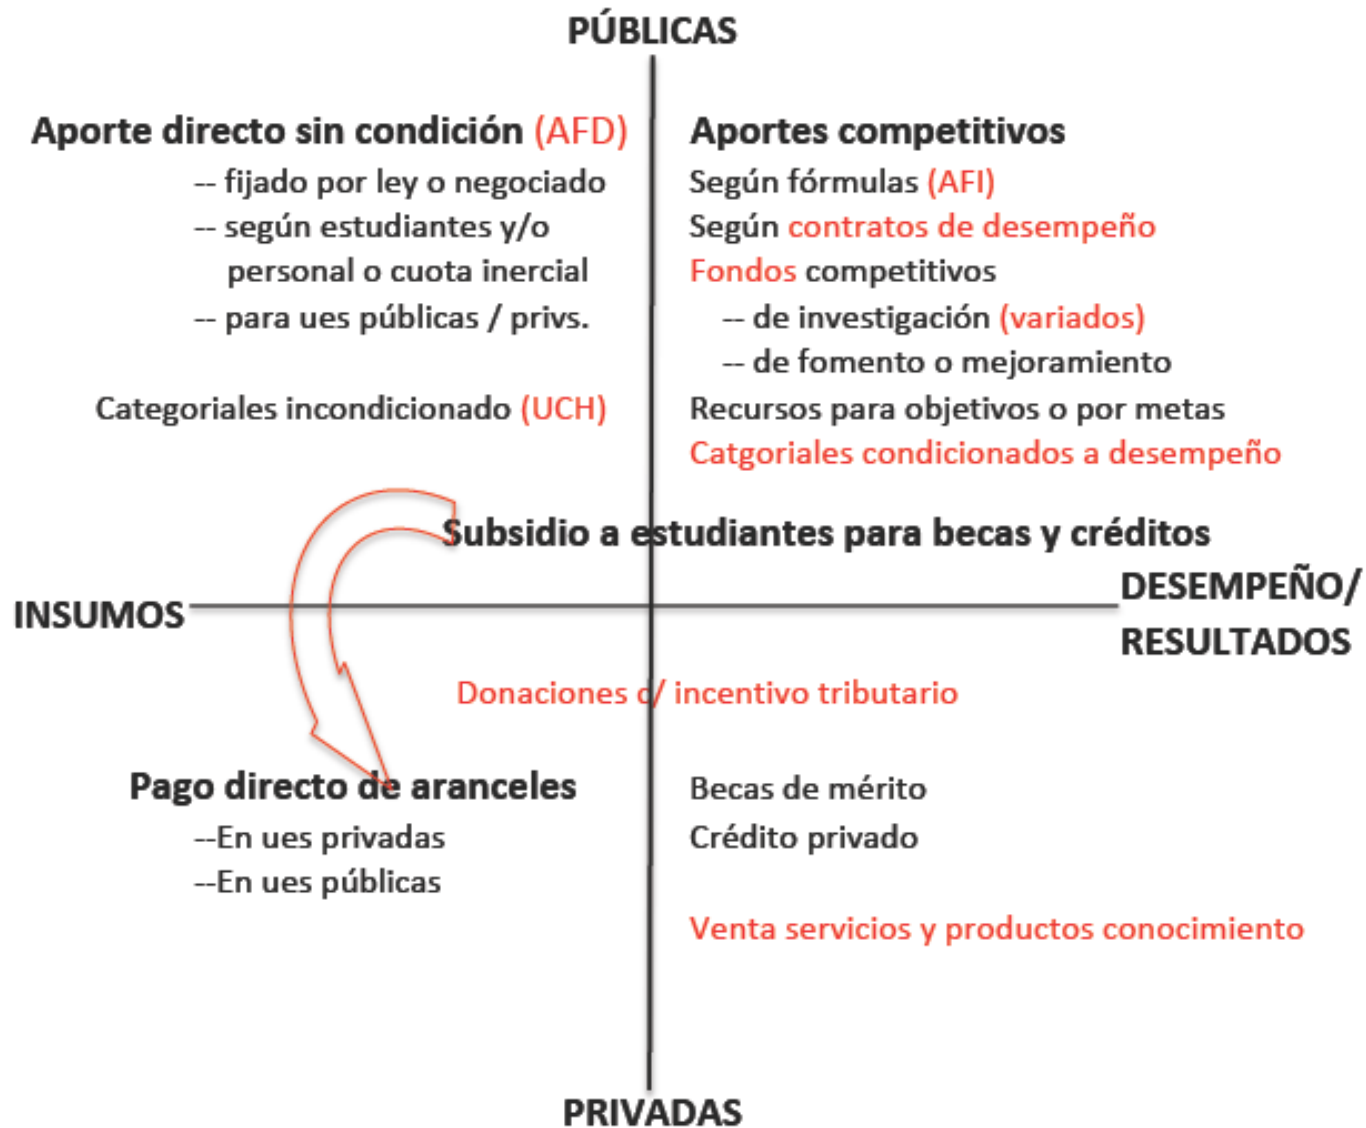 PÚBLICAS
Aporte directo sin condición (AFD)
-- fijado por ley o negociado
-- según estudiantes y/o
personal o cuota inercial
-- para ues públicas / privs.
Categoriales incondicionado (UCH)
Aportes competitivos
Según fórmulas (AFI)
Según contratos de desempeño
Fondos competitivos
-- de investigación (variados)
-- de fomento o mejoramiento
Recursos para objetivos o por metas
Catgoriales condicionados a desempeño
Subsidio a estudiantes para becas y créditos
INSUMOS
DESEMPEÑO/
RESULTADOS
Donaciones c/ incentivo tributario
Pago directo de aranceles
--En ues privadas
--En ues públicas
Becas de mérito
Crédito privado
Venta servicios y productos conocimiento
PRIVADAS